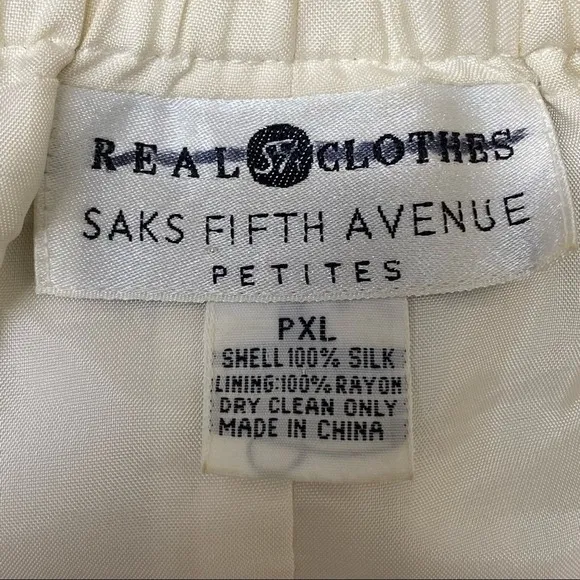 REAL CLOTHES
SAKS FIFTH AVENUE
PETITES
PXL
SHELL 100% SILK
LINING:100% RAYON
DRY CLEAN ONLY
MADE IN CHINA